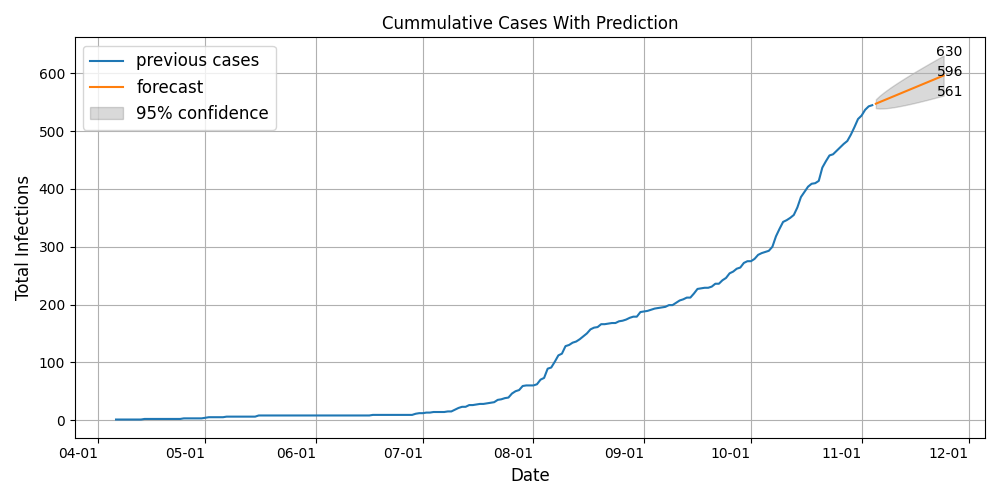 Cummulative Cases With Prediction
previous cases
forecast
95% confidence
630
596
561
600
500
400
300
200
100
0
Total Infections
04-01 05-01 06-01 07-01 08-01 09-01 10-01 11-01 12-01
Date